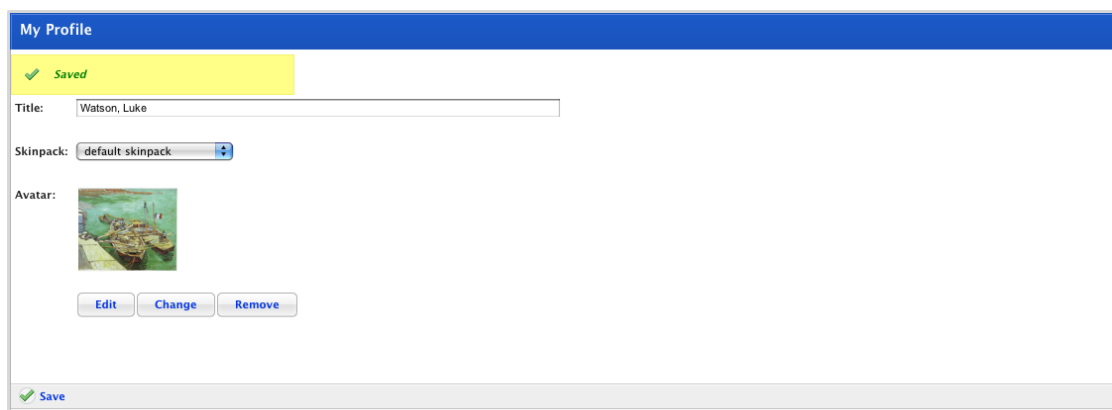 My Profile
Saved
Title: Watson, Luke
Skinpack: default skinpack
Avatar:
Edit Change Remove
Save